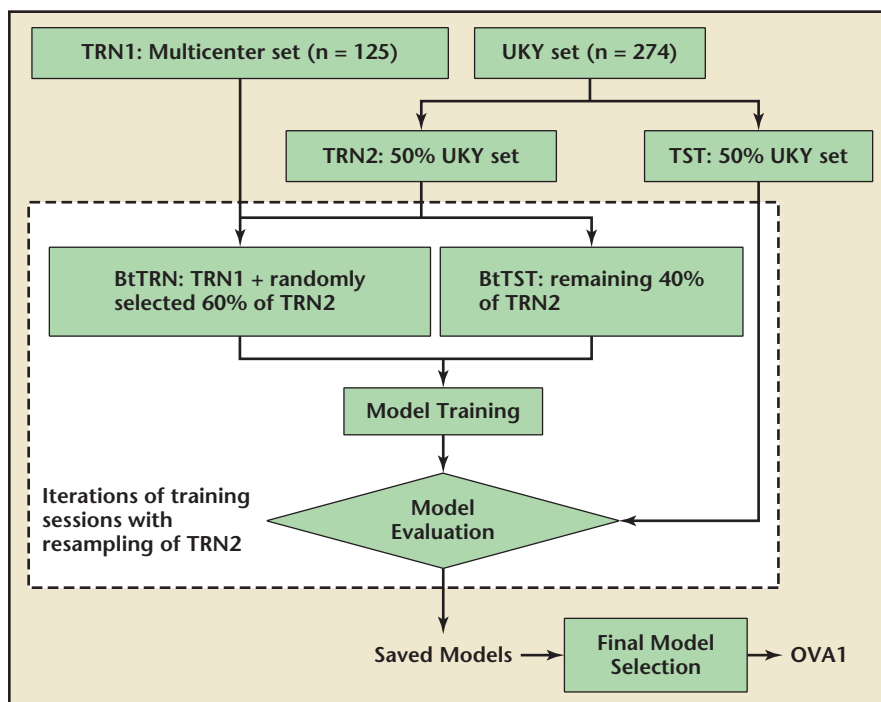 TRN1: Multicenter set (n = 125)
UKY set (n = 274)
TRN2: 50% UKY set
TST: 50% UKY set
BtTRN: TRN1 + randomly
selected 60% of TRN2
BtTST: remaining 40%
of TRN2
Model Training
Iterations of training
sessions with
resampling of TRN2
Model
Evaluation
Saved Models
Final Model
Selection
OVA1